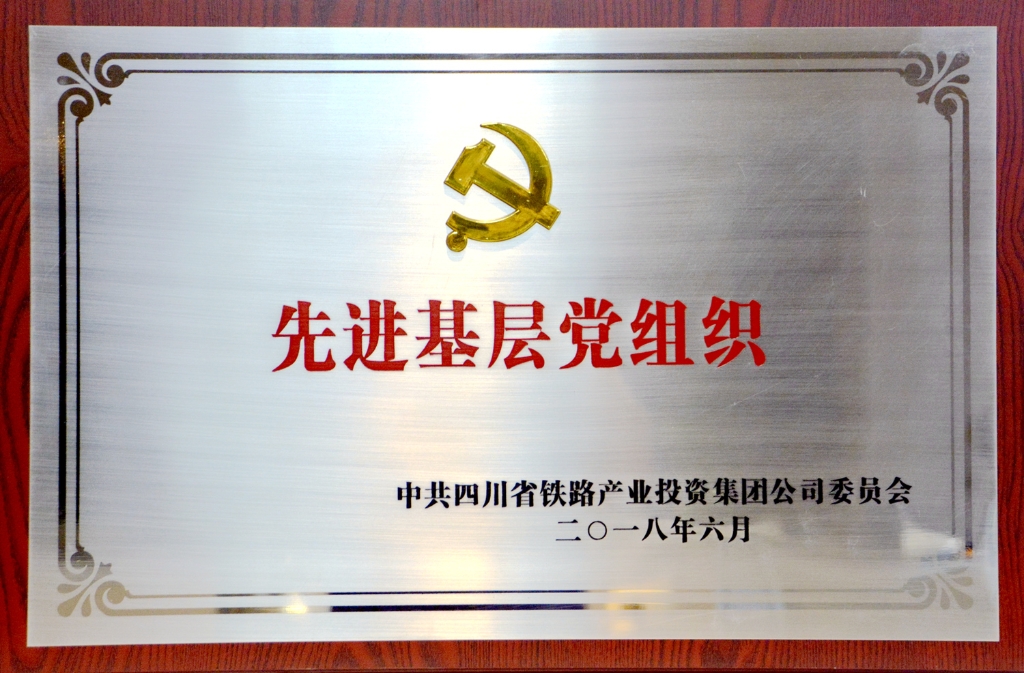 先进基层党组织
中共四川省铁路产业投资集团公司委员会
二〇一八年六月